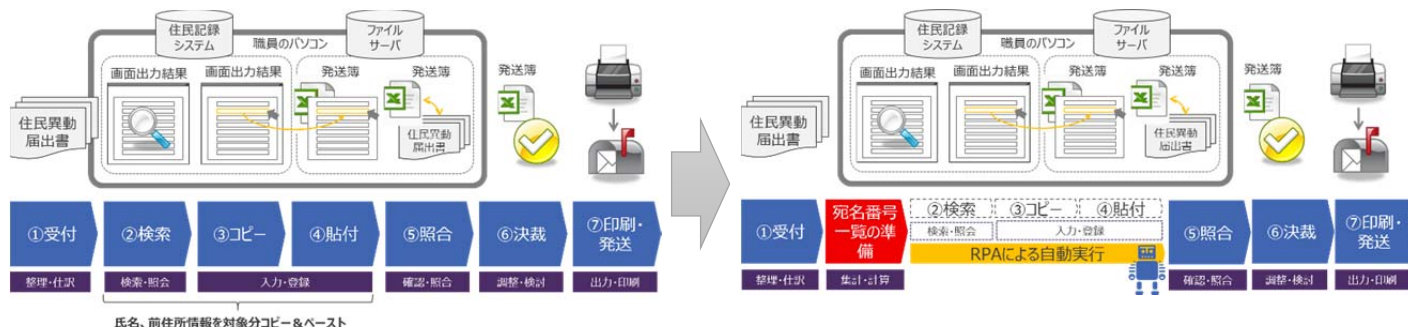 住民記録
システム
職員のパソコン
ファイル
サーバ
画面出力結果
画面出力結果
発送簿
発送簿
発送簿
住民異動
届出書
住民異動
届出書
①受付
②検索
③コピー
④貼付
⑤照合
⑥決裁
⑦印刷・
発送
整理・仕訳
検索・照会
入力・登録
確認・照合
調整・検討
出力・印刷
氏名、前住所情報を対象分コピー&ペースト
住民記録
システム
職員のパソコン
ファイル
サーバ
画面出力結果
画面出力結果
発送簿
発送簿
発送簿
住民異動
届出書
住民異動
届出書
①受付
宛名番号
一覧の準
備
②検索
③コピー
④貼付
検索・照会
入力・登録
RPAによる自動実行
⑤照合
⑥決裁
⑦印刷・
発送
整理・仕訳
集計・計算
確認・照合
調整・検討
出力・印刷